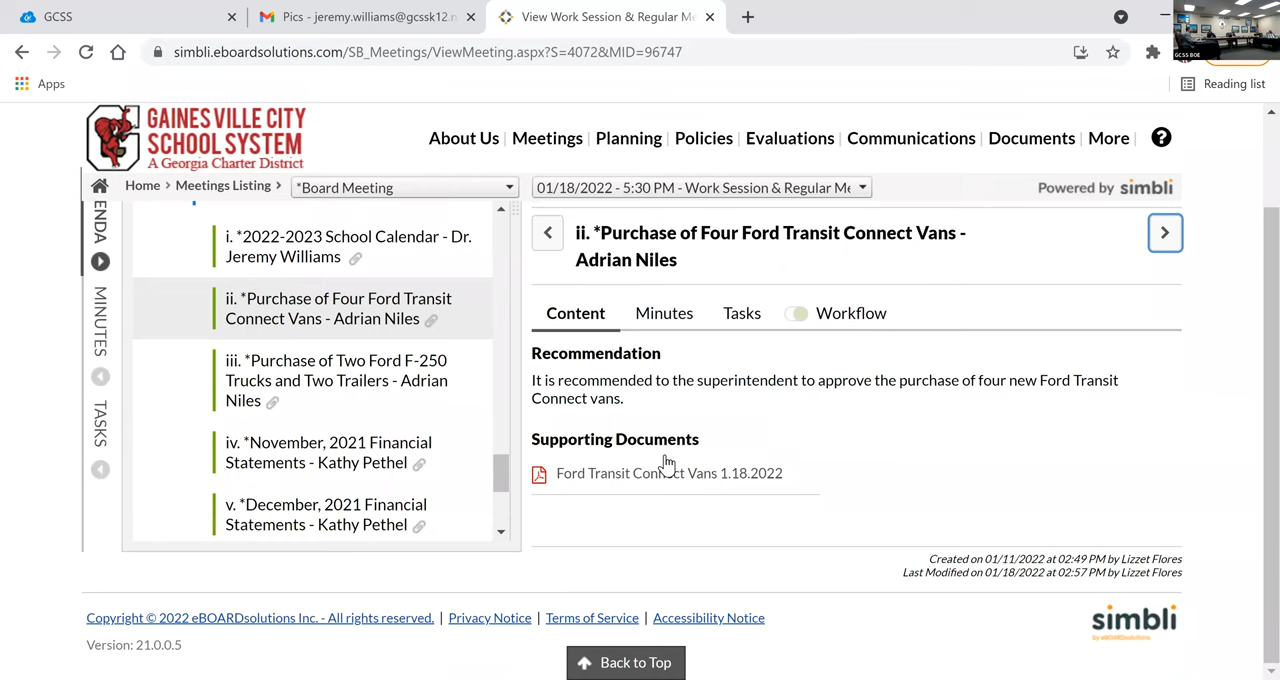 GCSS
Pics - jeremy.williams@gcssk12.n
View Work Session & Regular Me
simbli.eboardsolutions.com/SB_Meetings/ViewMeeting.aspx?S=4072&MID=96747
GCSS BOE
Apps
Reading list
GAINESVILLE CITY
SCHOOL SYSTEM
A Georgia Charter District
About Us | Meetings | Planning | Policies | Evaluations | Communications | Documents | More | ?
Home > Meetings Listing > *Board Meeting
01/18/2022 - 5:30 PM - Work Session & Regular Me
Powered by simbli
ENDA
MINUTES
TASKS
i. *2022-2023 School Calendar - Dr.
Jeremy Williams
ii. *Purchase of Four Ford Transit
Connect Vans - Adrian Niles
iii. *Purchase of Two Ford F-250
Trucks and Two Trailers - Adrian
Niles
iv. *November, 2021 Financial
Statements - Kathy Pethel
v. *December, 2021 Financial
Statements - Kathy Pethel
ii. *Purchase of Four Ford Transit Connect Vans -
Adrian Niles
Content Minutes Tasks Workflow
Recommendation
It is recommended to the superintendent to approve the purchase of four new Ford Transit
Connect vans.
Supporting Documents
Ford Transit Connect Vans 1.18.2022
Created on 01/11/2022 at 02:49 PM by Lizzet Flores
Last Modified on 01/18/2022 at 02:57 PM by Lizzet Flores
Copyright © 2022 eBOARDsolutions Inc. - All rights reserved. | Privacy Notice | Terms of Service | Accessibility Notice
simbli
by eBOARDsolutions
Version: 21.0.0.5
Back to Top